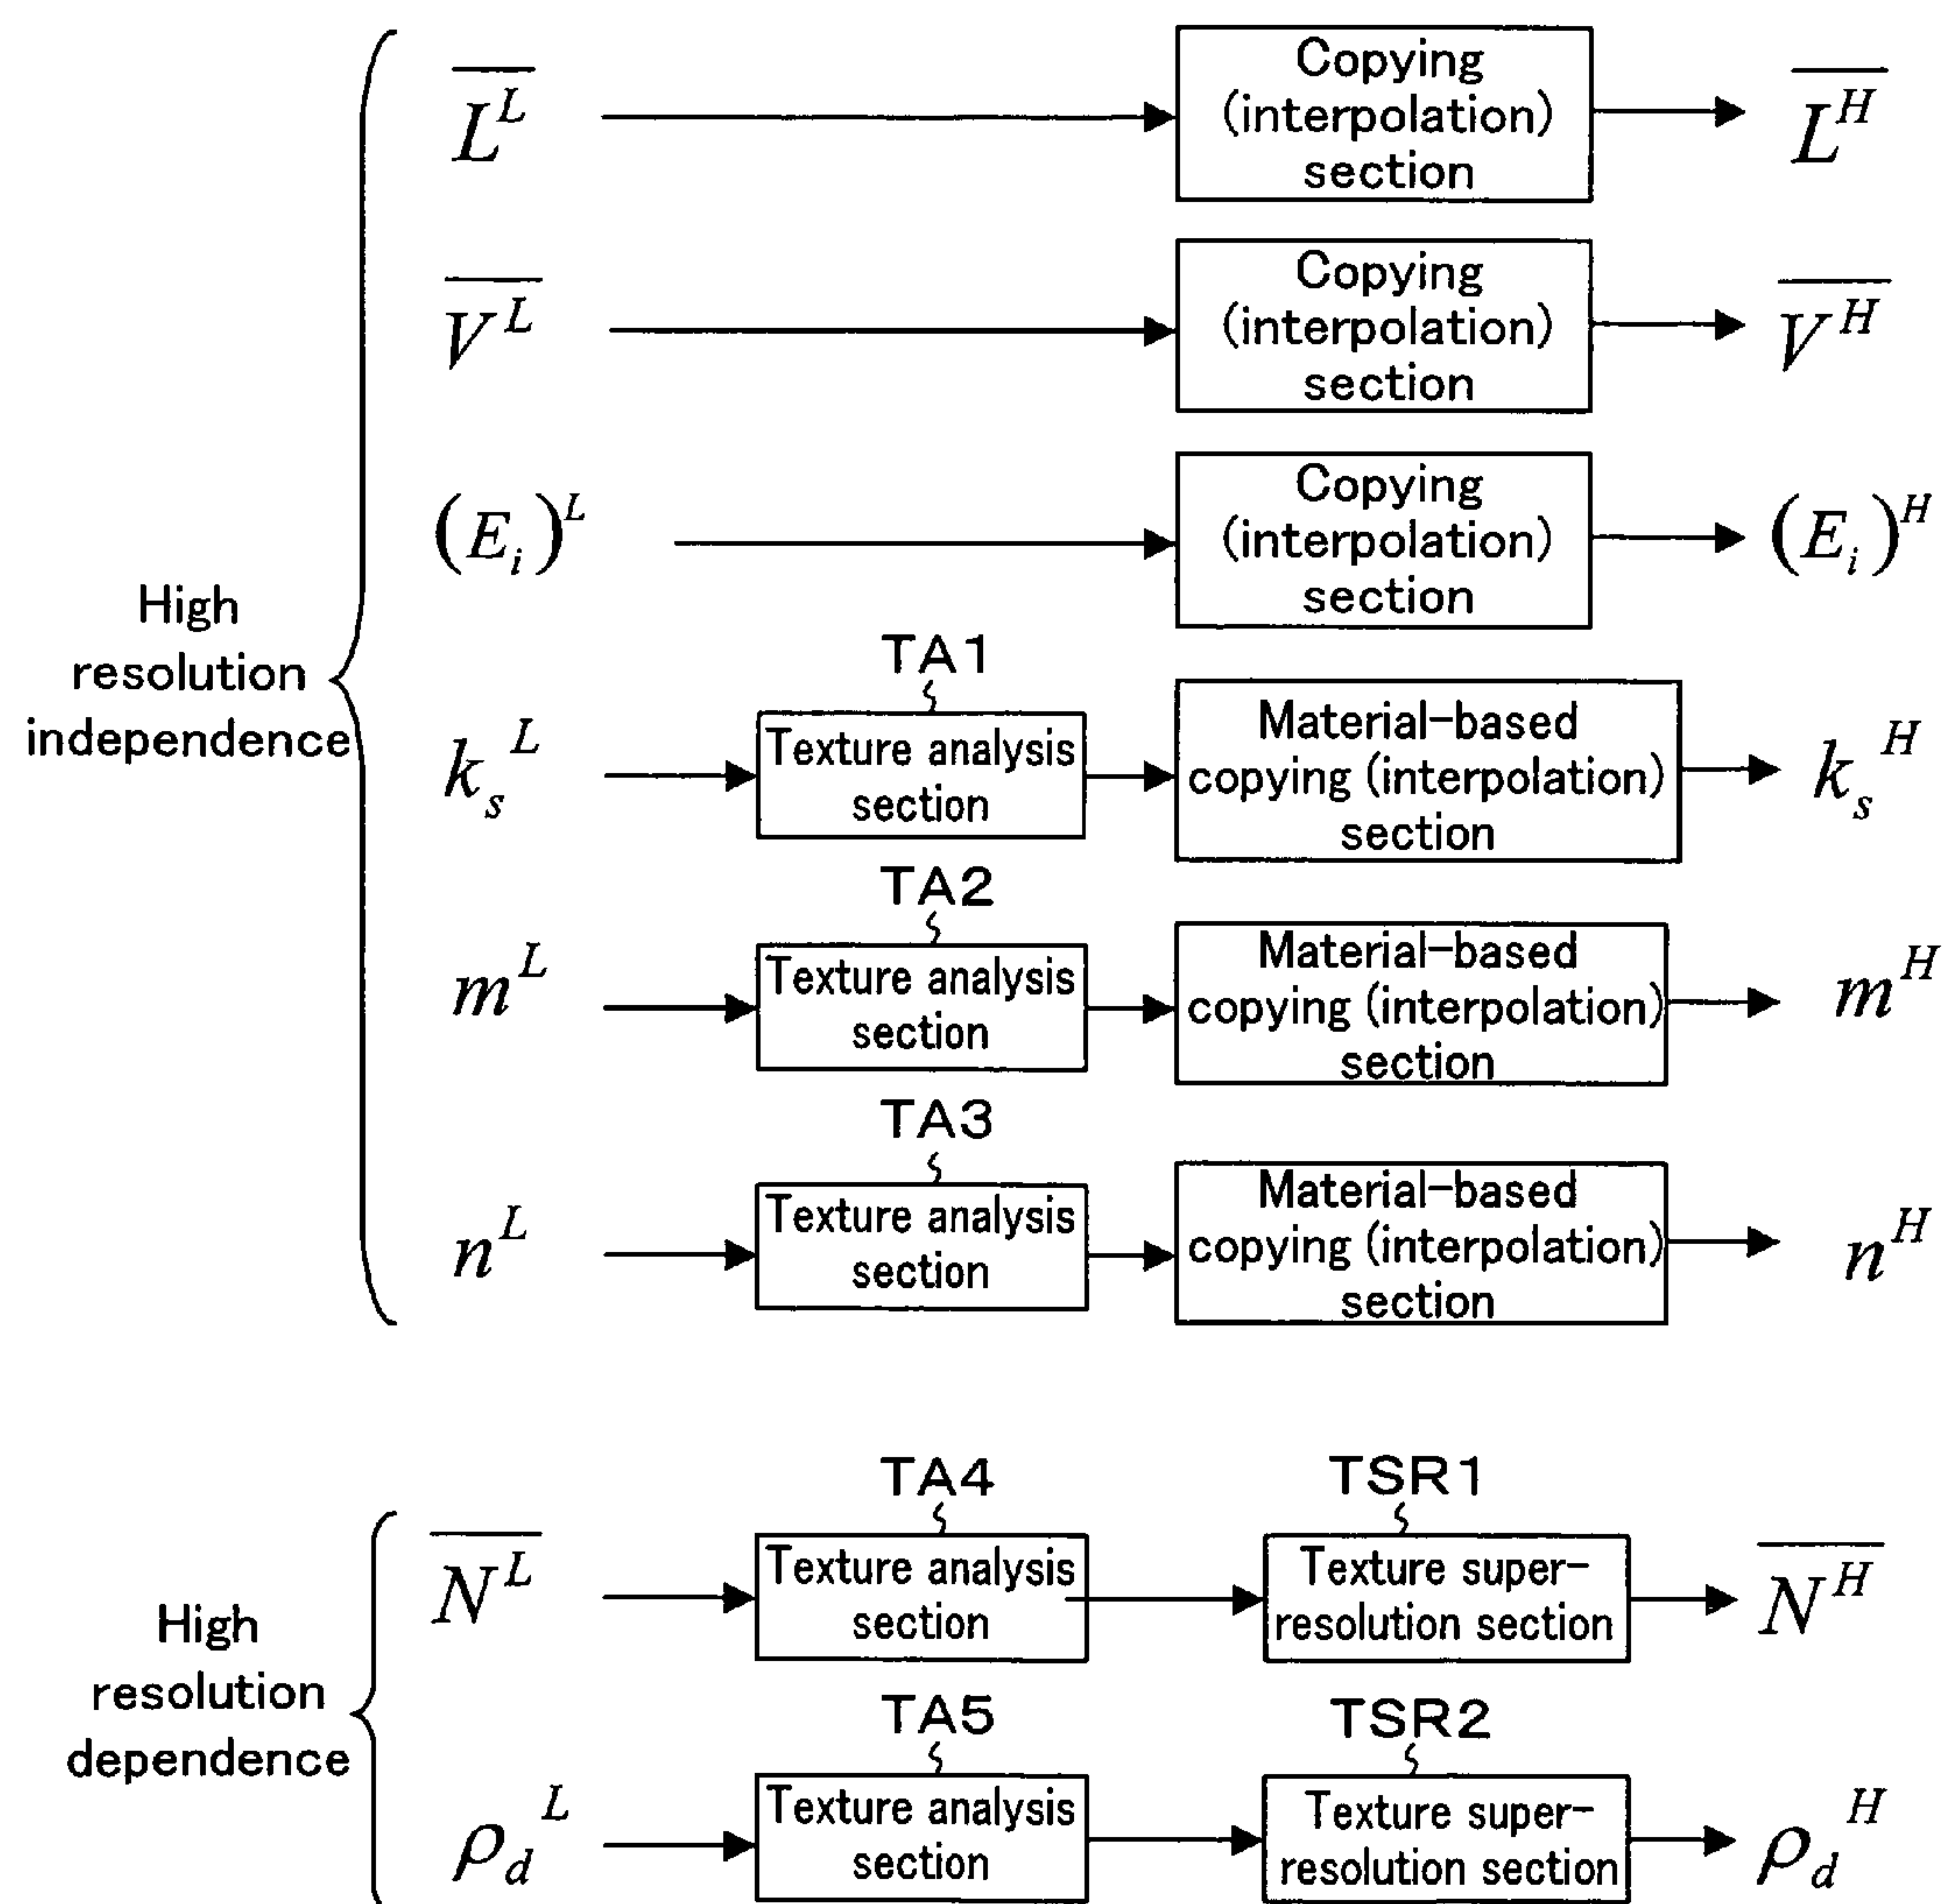 High
resolution
independence
L^L
Copying
(interpolation)
section
L^H
V^L
Copying
(interpolation)
section
V^H
(E_i)^L
Copying
(interpolation)
section
(E_i)^H
TA1
k_s^L
Texture analysis
section
Material-based
copying (interpolation)
section
k_s^H
TA2
m^L
Texture analysis
section
Material-based
copying (interpolation)
section
m^H
TA3
n^L
Texture analysis
section
Material-based
copying (interpolation)
section
n^H
High
resolution
dependence
TA4
TSR1
N^L
Texture analysis
section
Texture super-
resolution section
N^H
TA5
TSR2
ρ_d^L
Texture analysis
section
Texture super-
resolution section
ρ_d^H